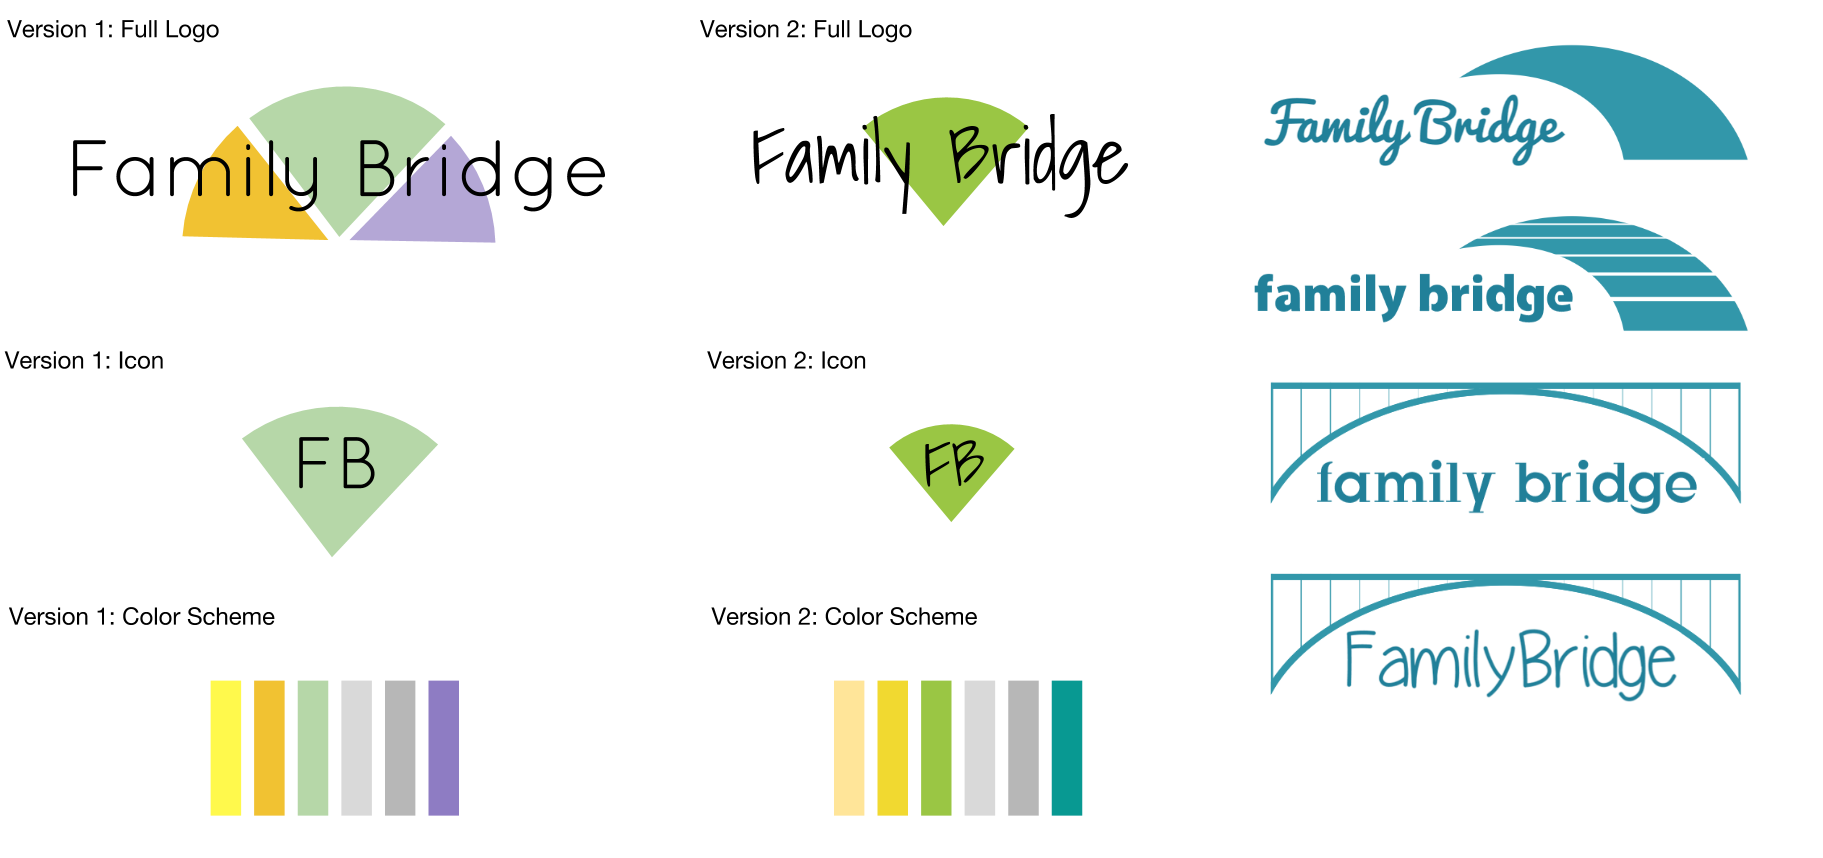 Version 1: Full Logo
Family Bridge
Version 1: Icon
FB
Version 1: Color Scheme
Version 2: Full Logo
Family Bridge
Version 2: Icon
FB
Version 2: Color Scheme
Family Bridge
family bridge
family bridge
FamilyBridge